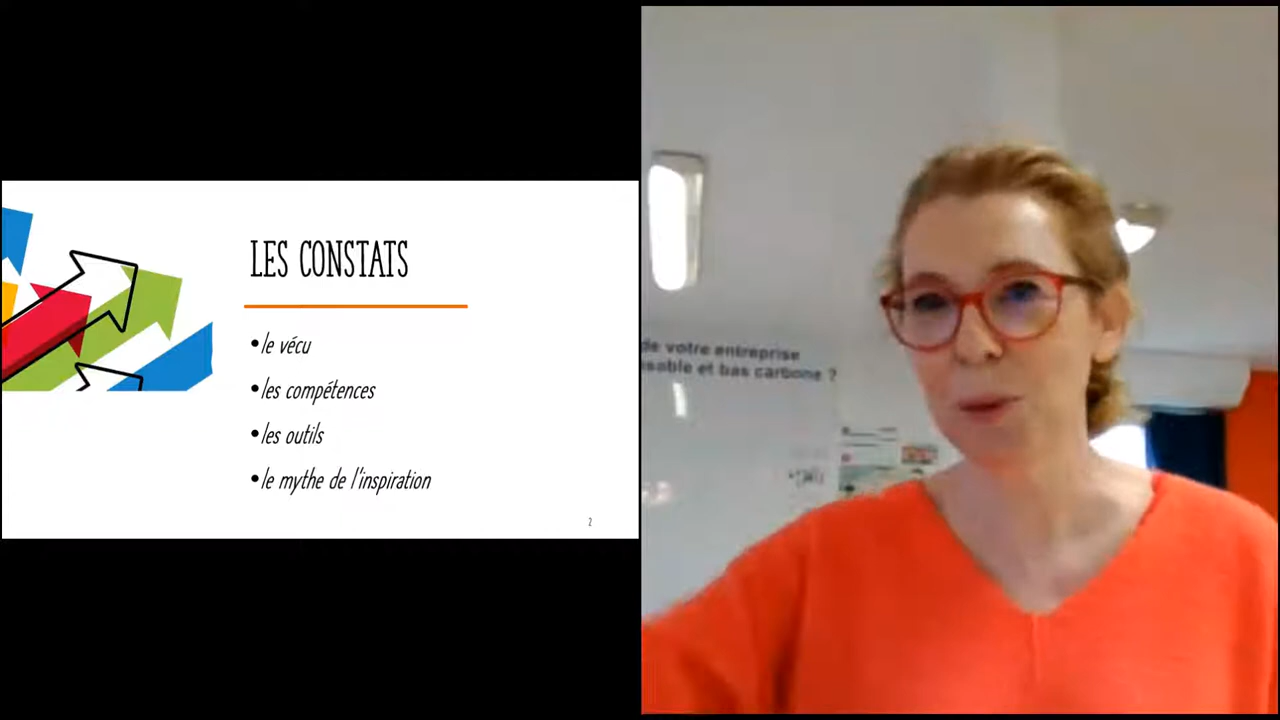 LES CONSTATS
• le vécu
• les compétences
• les outils
• le mythe de l'inspiration
2
de votre entreprise
et bas carbone ?